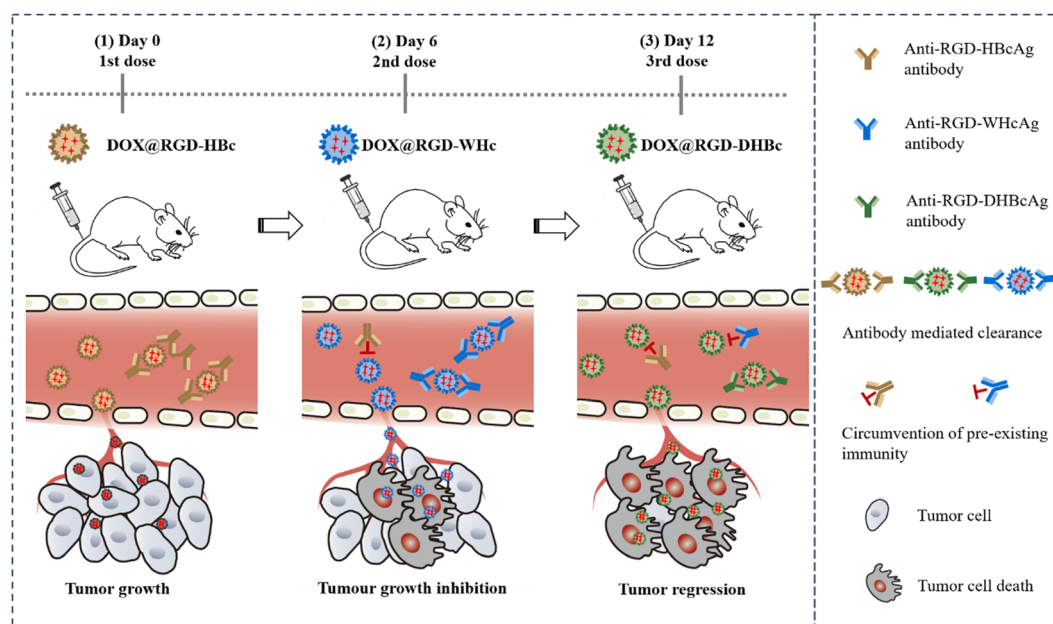 (1) Day 0
1st dose
(2) Day 6
2nd dose
(3) Day 12
3rd dose
DOX@RGD-HBc
DOX@RGD-WHc
DOX@RGD-DHBc
Tumor growth
Tumour growth inhibition
Tumor regression
Anti-RGD-HBcAg
antibody
Anti-RGD-WHcAg
antibody
Anti-RGD-DHBcAg
antibody
Antibody mediated clearance
Circumvention of pre-existing
immunity
Tumor cell
Tumor cell death